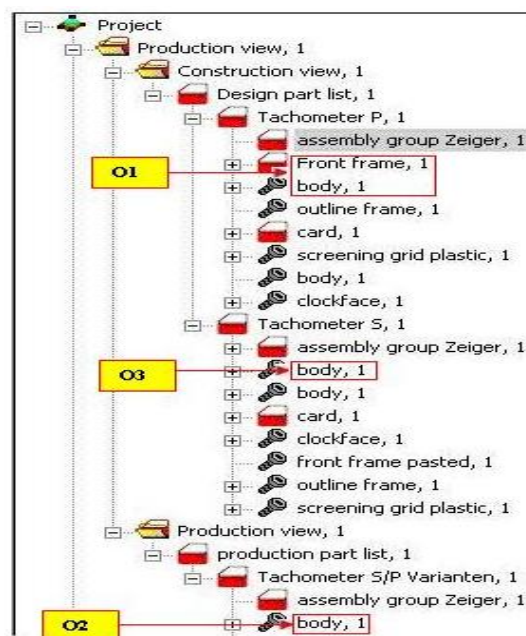 Project
Production view, 1
Construction view, 1
Design part list, 1
Tachometer P, 1
assembly group Zeiger, 1
Front frame, 1
O1
body, 1
outline frame, 1
card, 1
screening grid plastic, 1
body, 1
clockface, 1
Tachometer S, 1
assembly group Zeiger, 1
O3
body, 1
body, 1
card, 1
clockface, 1
front frame pasted, 1
outline frame, 1
screening grid plastic, 1
Production view, 1
production part list, 1
Tachometer S/P Varianten, 1
assembly group Zeiger, 1
O2
body, 1